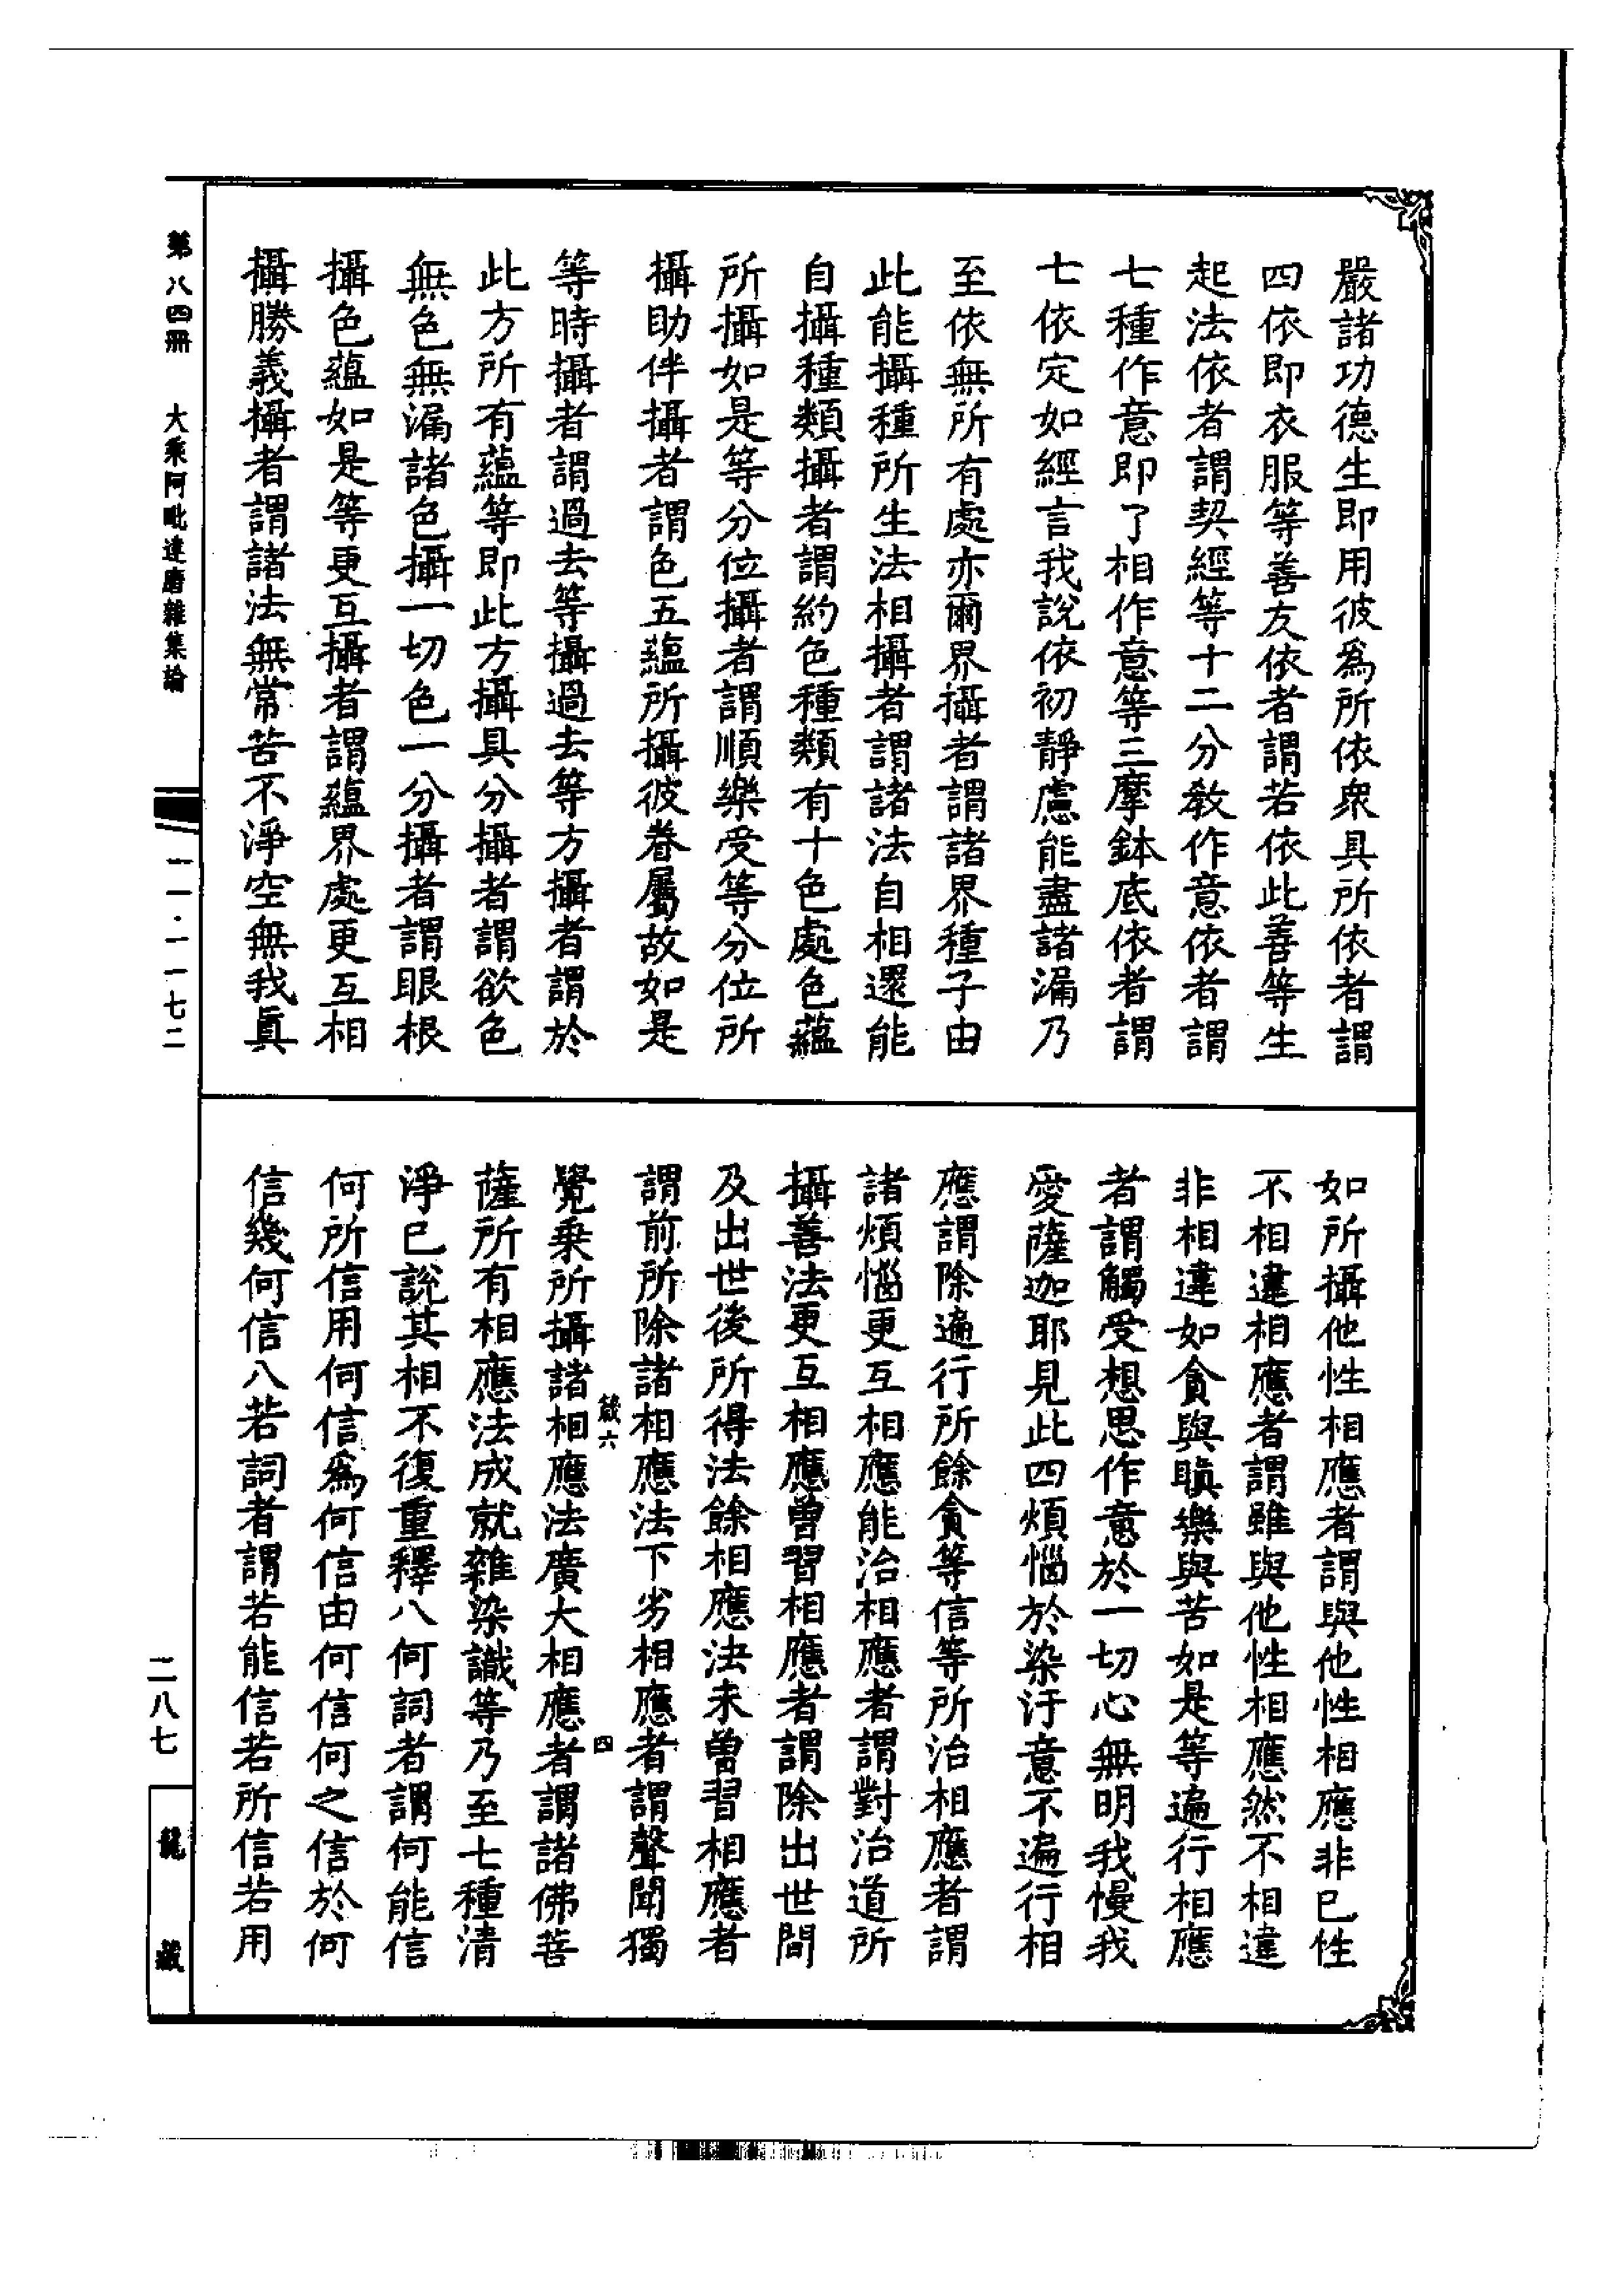 嚴諸功德生即用彼為所依衆具所依者謂
四依即衣服等善友依者謂若依此善等生
起法依者謂契經等十二分教作意依者謂
七種作意即了相作意等三摩鉢底依者謂
七依定如經言我說依初靜慮能盡諸漏乃
至依無所有處亦爾界攝者謂諸界種子由
此能攝種所生法相攝者謂諸法自相還能
自攝種類攝者謂約色種類有十色處色蘊
所攝如是等分位攝者謂順樂受等分位所
攝助伴攝者謂色五蘊所攝彼眷屬故如是
等時攝者謂過去等攝過去等方攝者謂於
此方所有蘊等即此方攝具分攝者謂欲色
無色無漏諸色攝一切色一分攝者謂眼根
攝色蘊如是等更互攝者謂蘊界處更互相
攝勝義攝者謂諸法無常苦不淨空無我真
如所攝他性相應者謂與他性相應非已性
不相違相應者謂雖與他性相應然不相違
非相違如貪與瞋樂與苦如是等遍行相應
者謂觸受想思作意於一切心無明我慢我
愛薩迦耶見此四煩惱於染汙意不遍行相
應謂除遍行所餘貪等信等所治相應者謂
諸煩惱更互相應能治相應者謂對治道所
攝善法更互相應曾習相應者謂除出世間
及出世後所得法餘相應法未曾習相應者
謂前所除諸相應法下劣相應者謂聲聞獨
箴六
四
覺乘所攝諸相應法廣大相應者謂諸佛菩
薩所有相應法成就雜染識等乃至七種清
淨已說其相不復重釋八何詞者謂何能信
何所信用何信為何信由何信何之信於何
信幾何信八若詞者謂若能信若所信若用
第八四冊 大乘阿毗達磨雜集論
一一·一一七二
二八七
龍藏